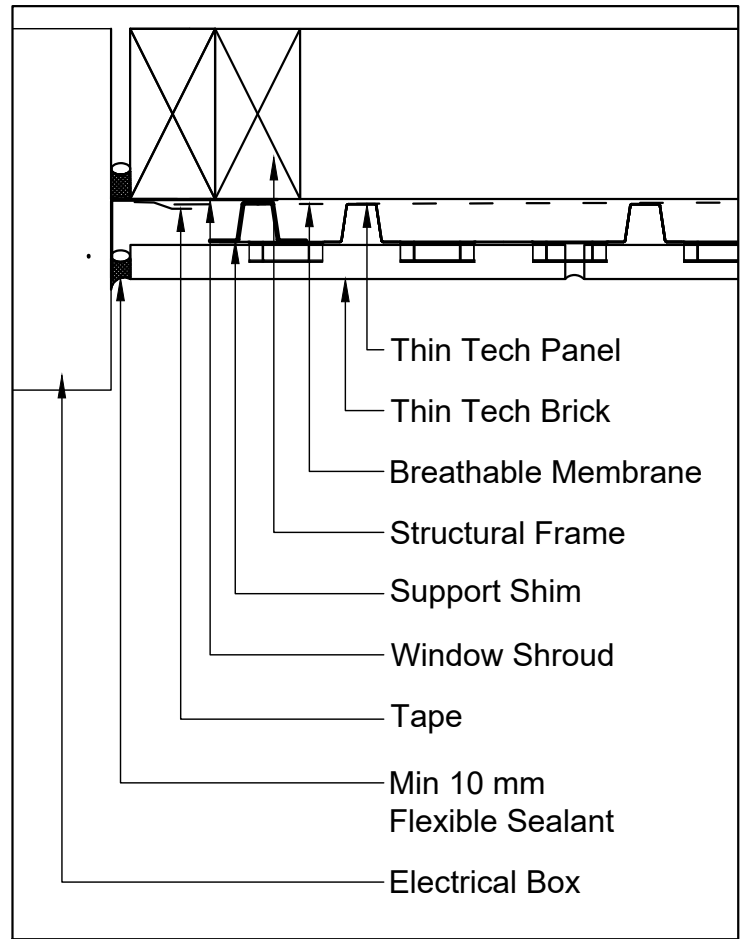 Thin Tech Panel
Thin Tech Brick
Breathable Membrane
Structural Frame
Support Shim
Window Shroud
Tape
Min 10 mm
Flexible Sealant
Electrical Box